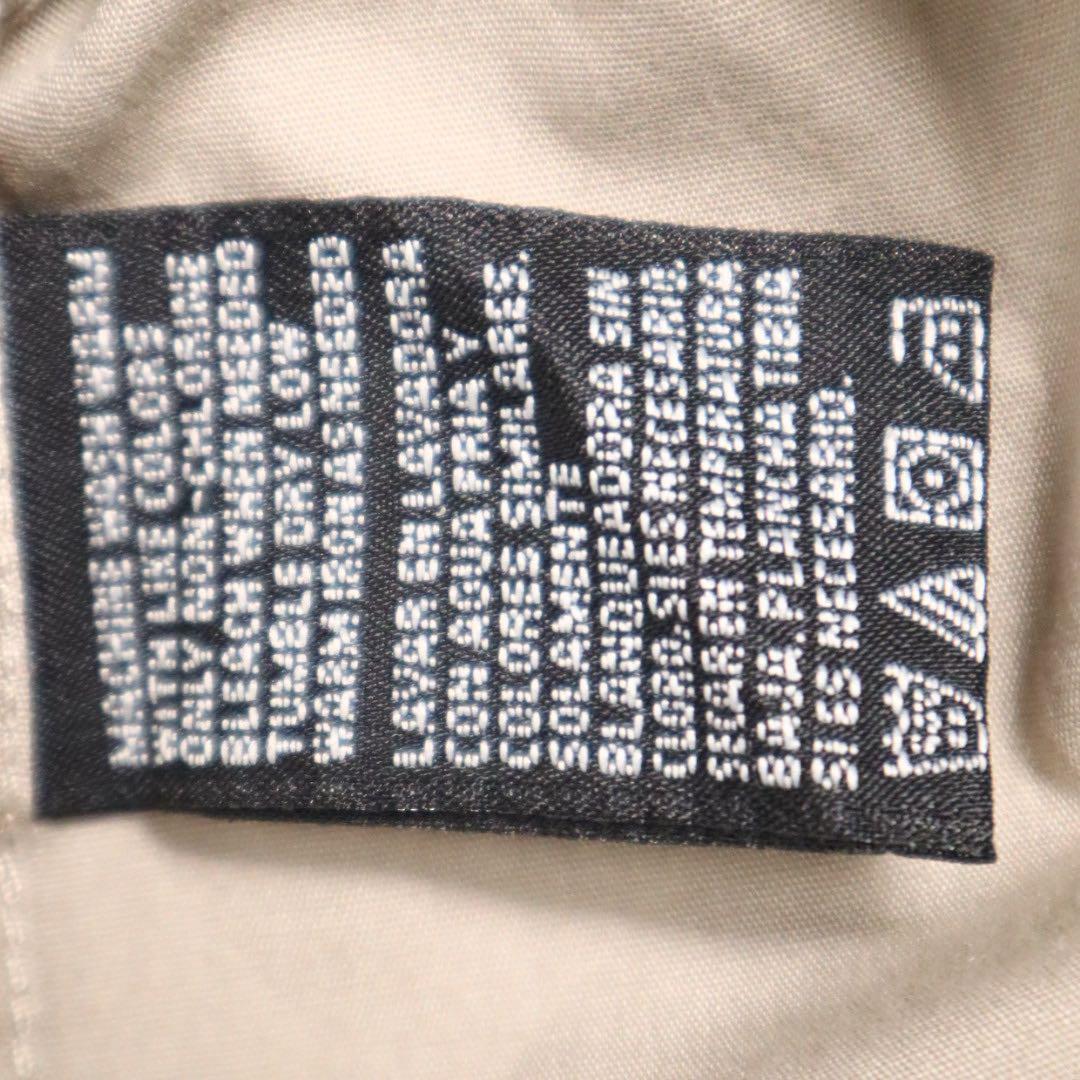 MACHINE WASH WARM
WITH LIKE COLORS
ONLY NON-CHLORINE
BLEACH WHEN NEEDED
TUMBLE DRY LOW
WARM IRON AS NEEDED
LAVAR EN LAVADORA
CON AGUA FRIA Y
COLORES SIMILARES.
SOLAMENTE
BLANQUEADOR SIN
CLORO. SI ES NECESARIO.
SECAR EN TEMPERATURA
BAJA. PLANCHA TIBIA
SI ES NECESARIO.